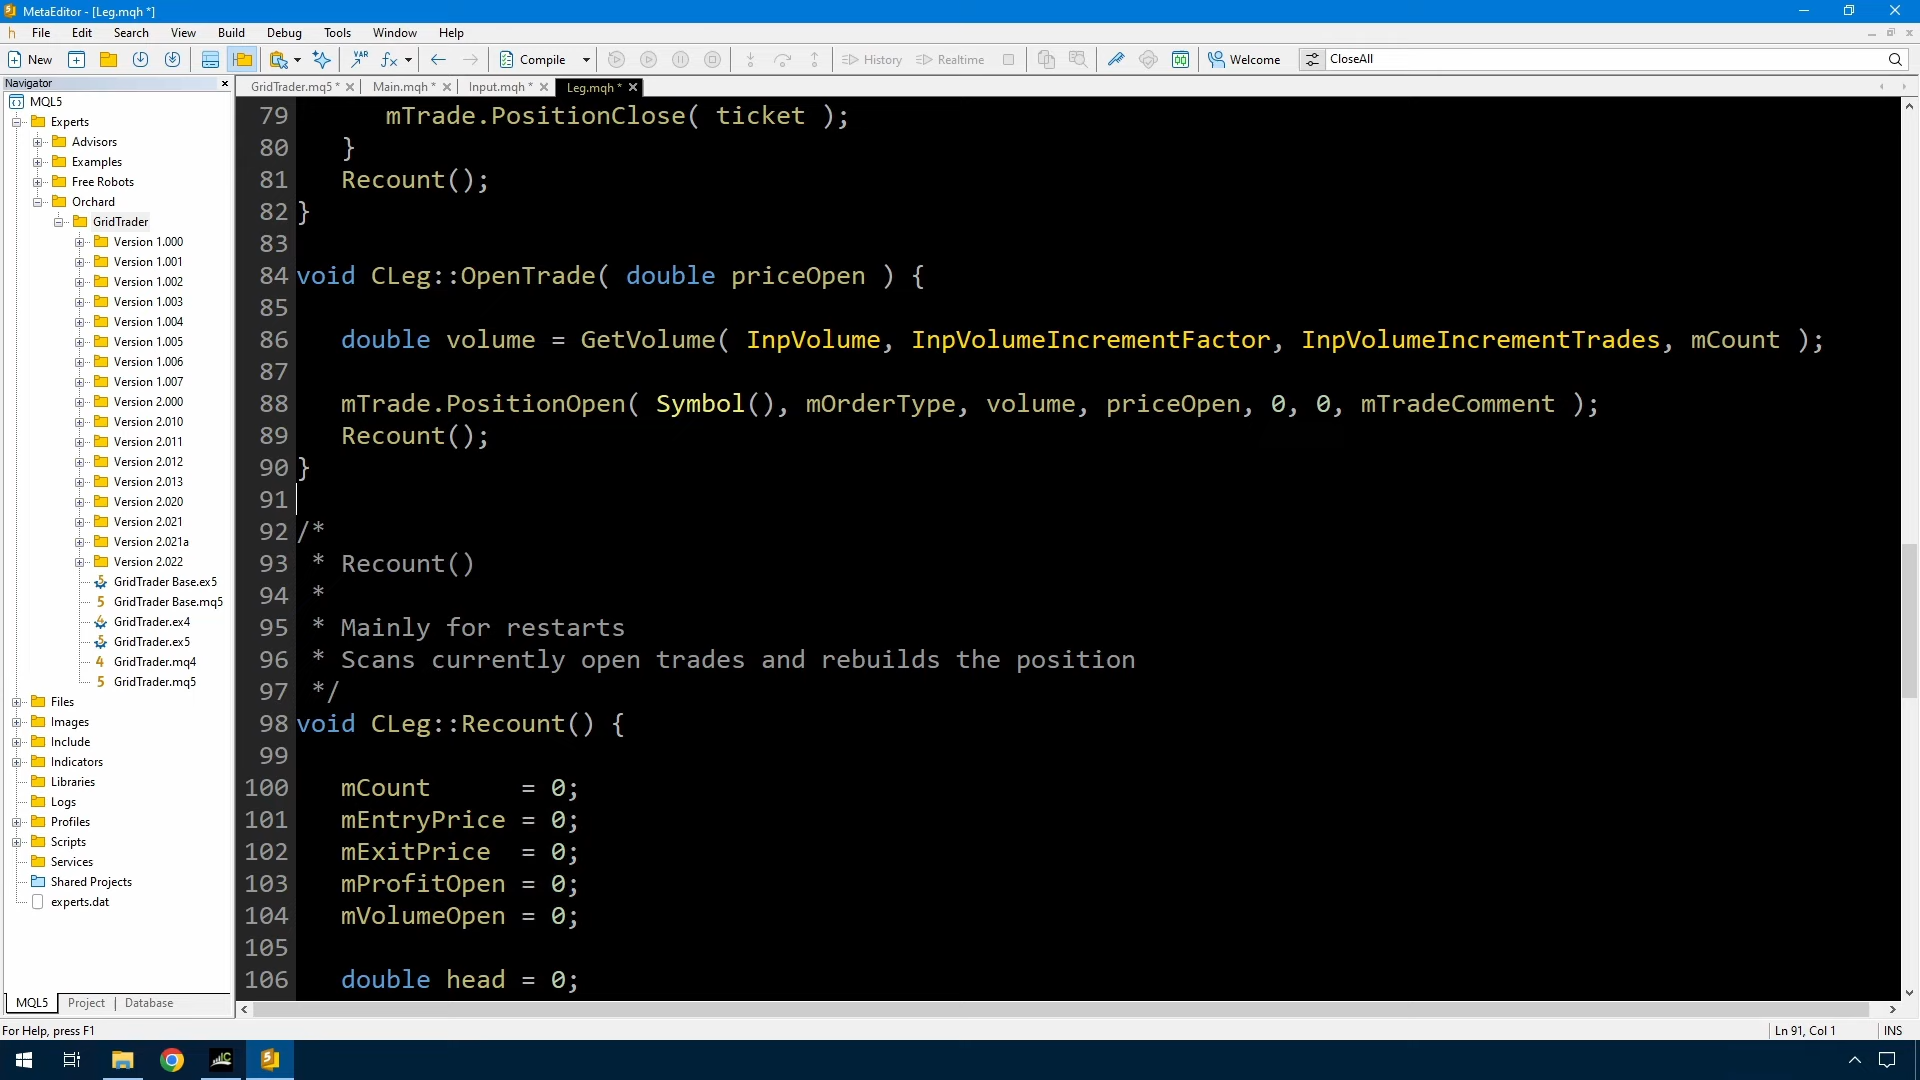 MetaEditor - [Leg.mqh *]
File Edit Search View Build Debug Tools Window Help
New VAR fx Compile History Realtime Welcome CloseAll
Navigator
GridTrader.mq5 * Main.mqh * Input.mqh * Leg.mqh *
MQL5
Experts
Advisors
Examples
Free Robots
Orchard
GridTrader
Version 1.000
Version 1.001
Version 1.002
Version 1.003
Version 1.004
Version 1.005
Version 1.006
Version 1.007
Version 2.000
Version 2.010
Version 2.011
Version 2.012
Version 2.013
Version 2.020
Version 2.021
Version 2.021a
Version 2.022
GridTrader Base.ex5
GridTrader Base.mq5
GridTrader.ex4
GridTrader.ex5
GridTrader.mq4
GridTrader.mq5
Files
Images
Include
Indicators
Libraries
Logs
Profiles
Scripts
Services
Shared Projects
experts.dat
MQL5 Project Database
79 mTrade.PositionClose( ticket );
80 }
81 Recount();
82 }
83
84 void CLeg::OpenTrade( double priceOpen ) {
85
86 double volume = GetVolume( InpVolume, InpVolumeIncrementFactor, InpVolumeIncrementTrades, mCount );
87
88 mTrade.PositionOpen( Symbol(), mOrderType, volume, priceOpen, 0, 0, mTradeComment );
89 Recount();
90 }
91
92 /*
93 * Recount()
94 *
95 * Mainly for restarts
96 * Scans currently open trades and rebuilds the position
97 */
98 void CLeg::Recount() {
99
100 mCount = 0;
101 mEntryPrice = 0;
102 mExitPrice = 0;
103 mProfitOpen = 0;
104 mVolumeOpen = 0;
105
106 double head = 0;
For Help, press F1 Ln 91, Col 1 INS